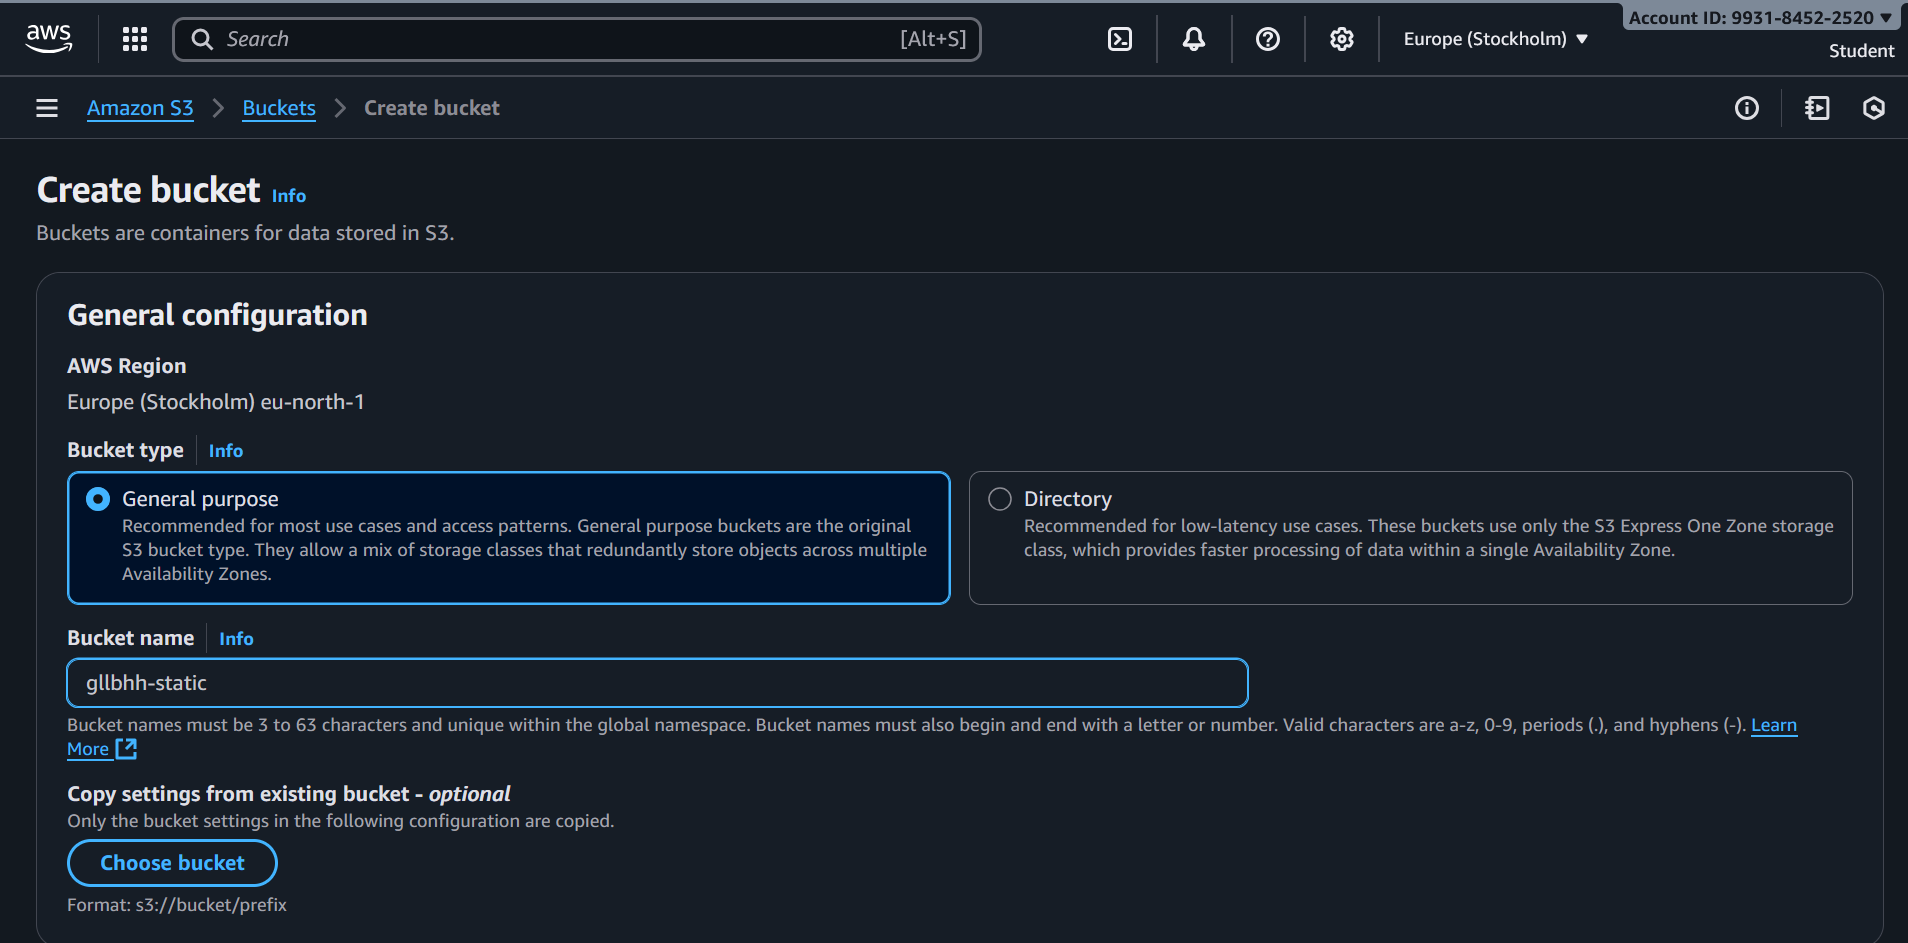 aws
Search [Alt+S]
Europe (Stockholm)
Account ID: 9931-8452-2520
Student
Amazon S3
Buckets
Create bucket
Create bucket Info
Buckets are containers for data stored in S3.
General configuration
AWS Region
Europe (Stockholm) eu-north-1
Bucket type Info
General purpose
Recommended for most use cases and access patterns. General purpose buckets are the original
S3 bucket type. They allow a mix of storage classes that redundantly store objects across multiple
Availability Zones.
Directory
Recommended for low-latency use cases. These buckets use only the S3 Express One Zone storage
class, which provides faster processing of data within a single Availability Zone.
Bucket name Info
gllbhh-static
Bucket names must be 3 to 63 characters and unique within the global namespace. Bucket names must also begin and end with a letter or number. Valid characters are a-z, 0-9, periods (.), and hyphens (-). Learn
More
Copy settings from existing bucket - optional
Only the bucket settings in the following configuration are copied.
Choose bucket
Format: s3://bucket/prefix